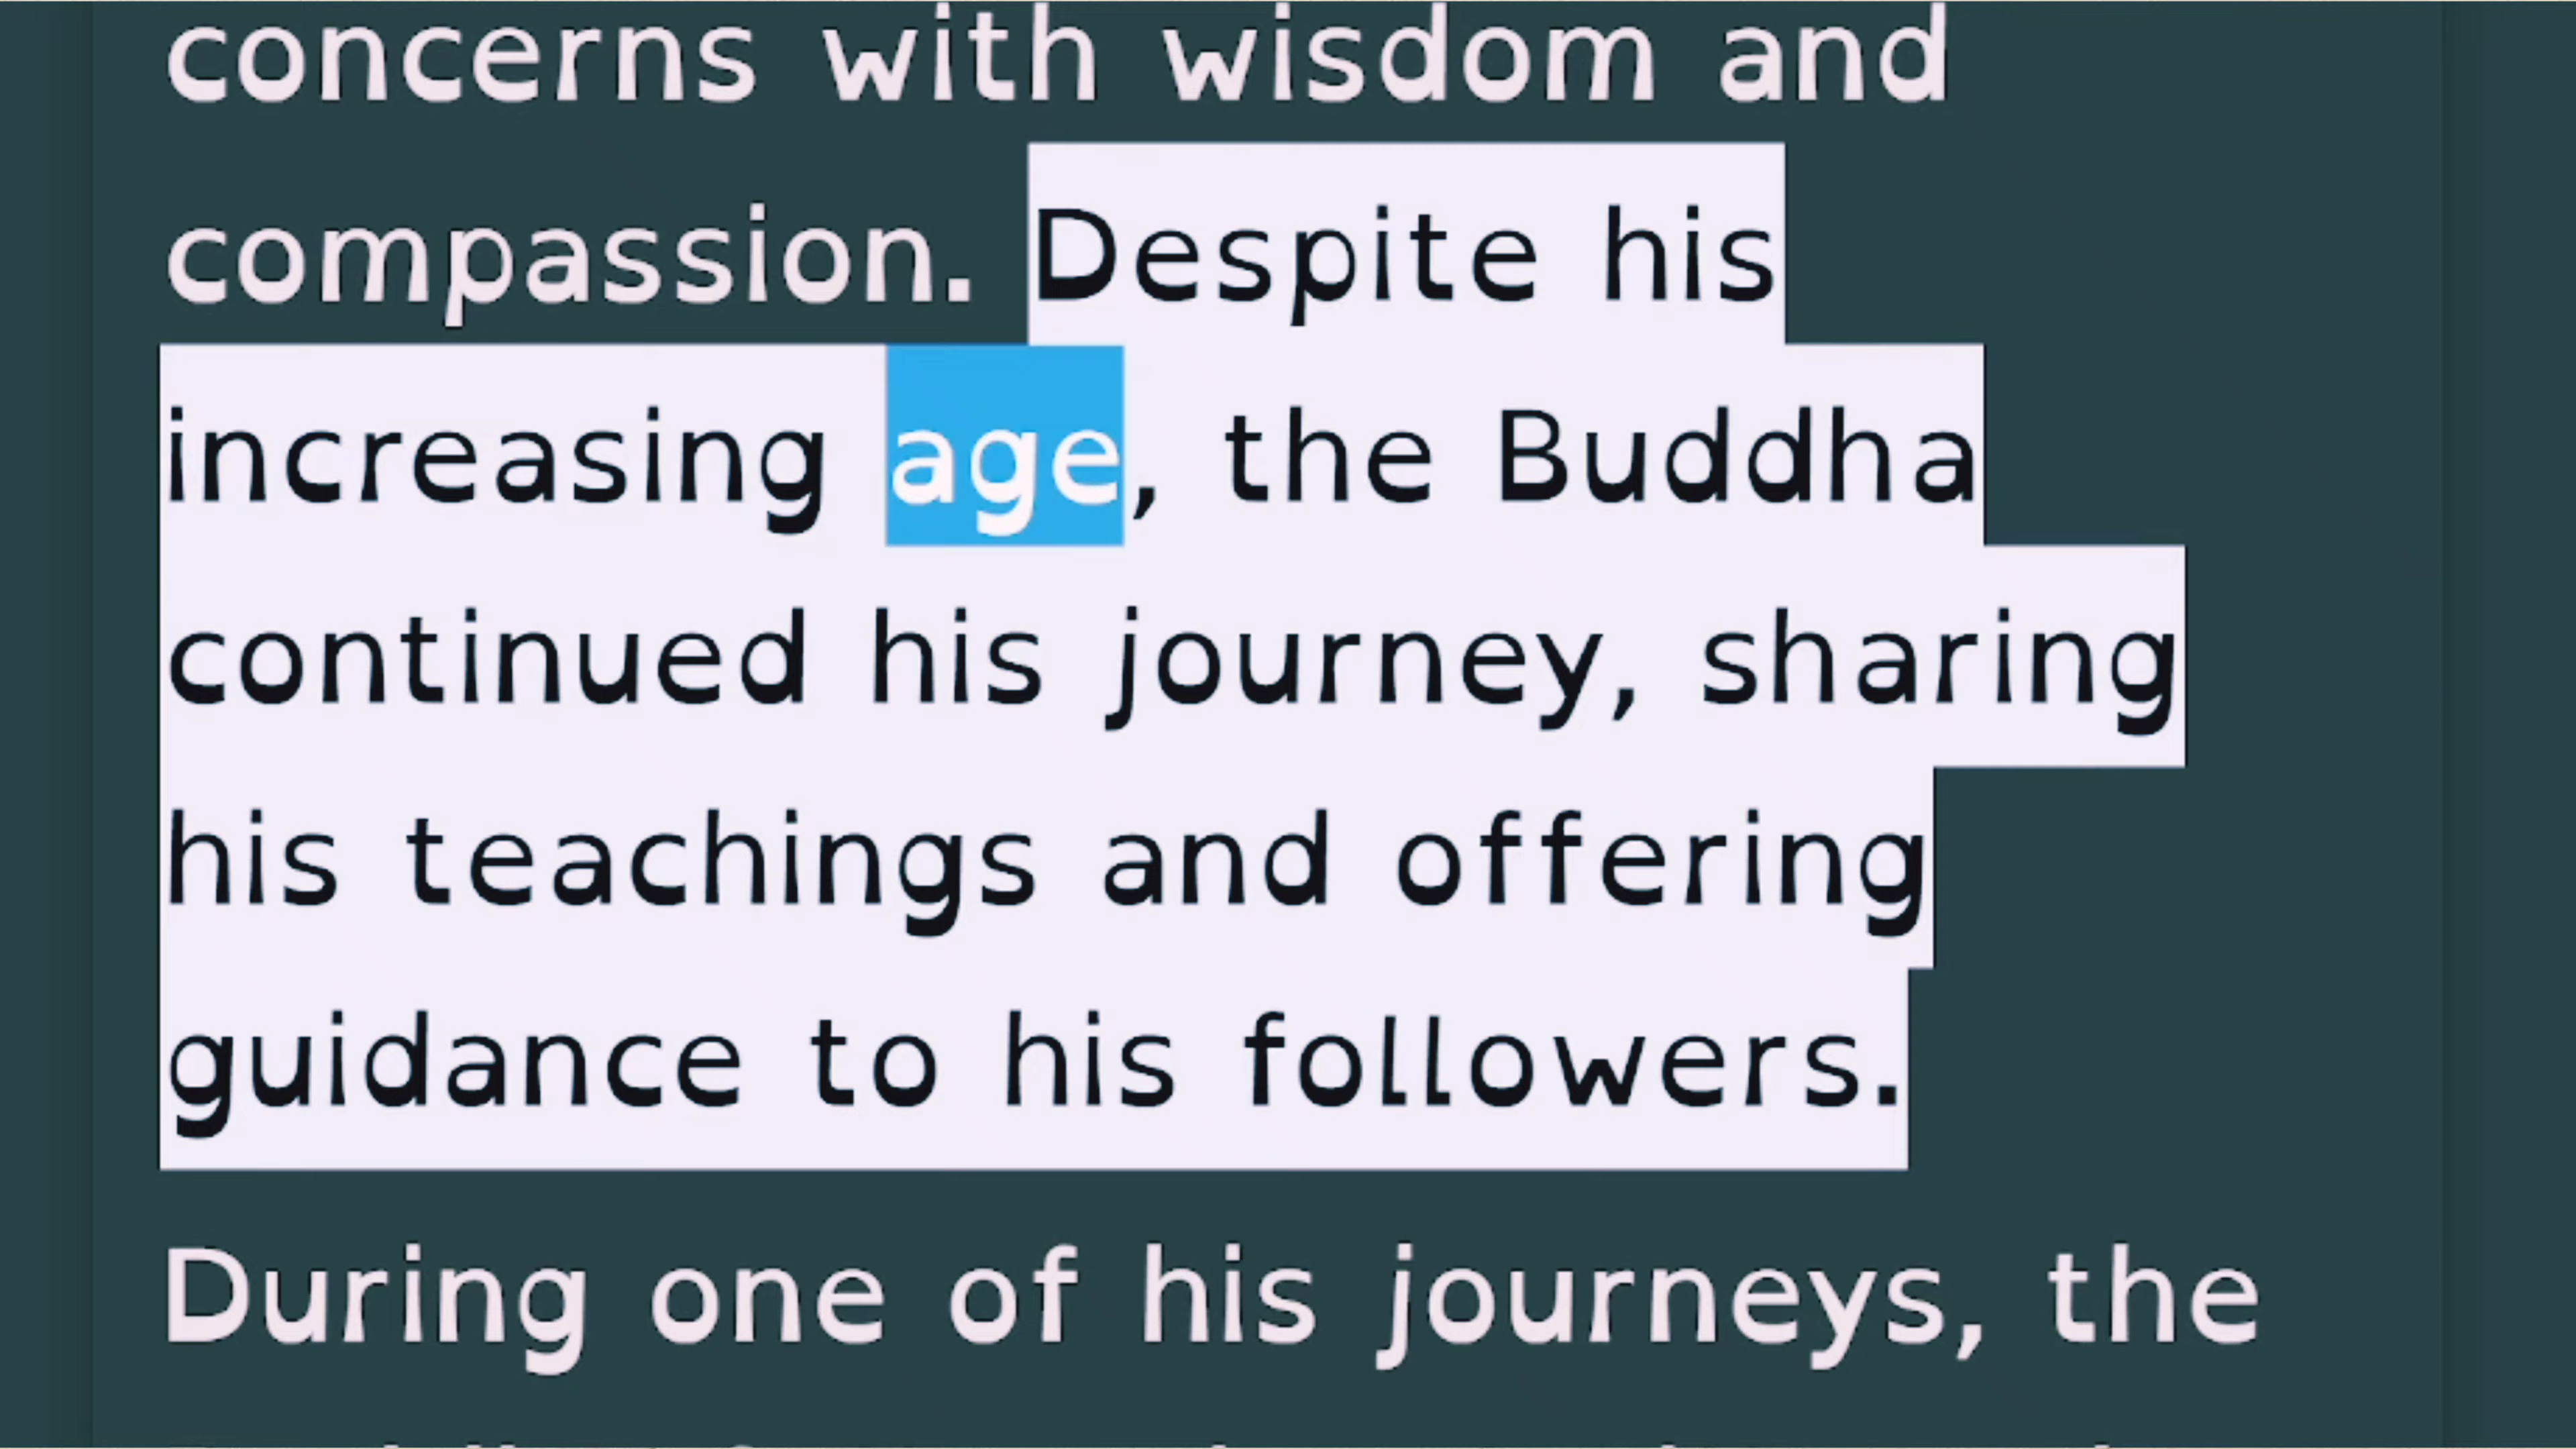 concerns with wisdom and
compassion. Despite his
increasing age, the Buddha
continued his journey, sharing
his teachings and offering
guidance to his followers.
During one of his journeys, the